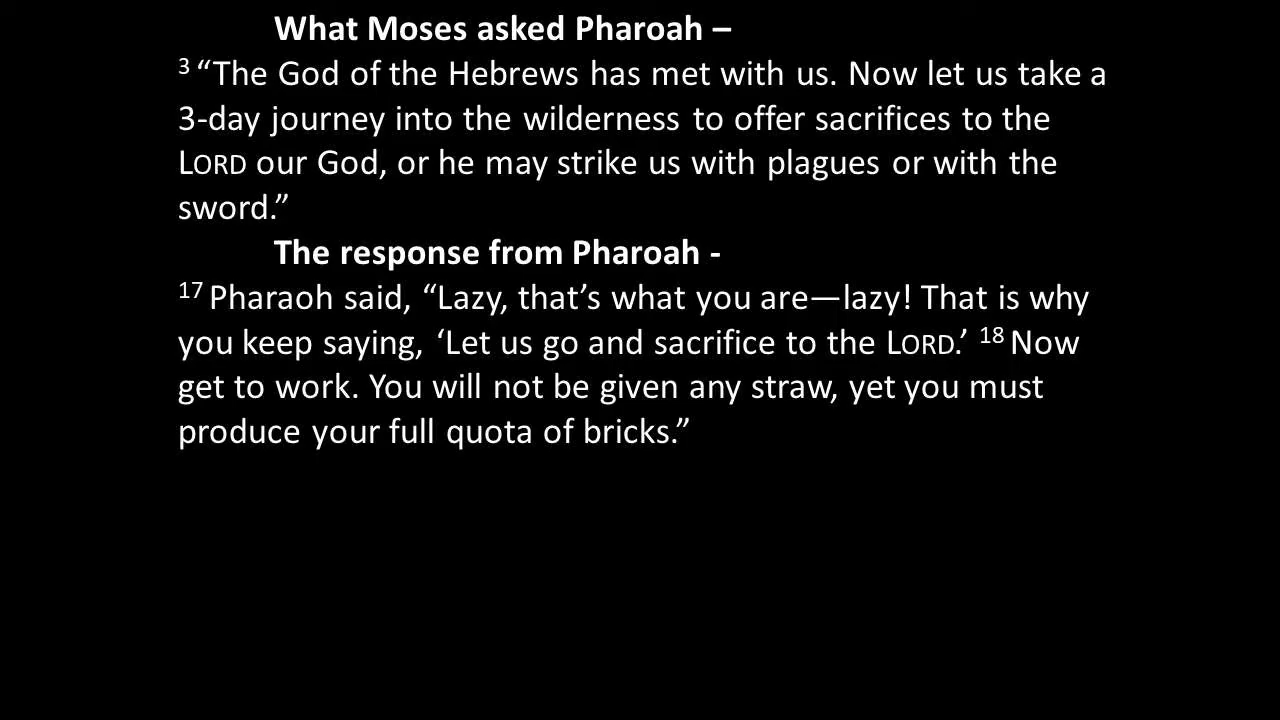 What Moses asked Pharoah –
3 “The God of the Hebrews has met with us. Now let us take a
3-day journey into the wilderness to offer sacrifices to the
LORD our God, or he may strike us with plagues or with the
sword.”
The response from Pharoah -
17 Pharaoh said, “Lazy, that’s what you are—lazy! That is why
you keep saying, ‘Let us go and sacrifice to the LORD.’ 18 Now
get to work. You will not be given any straw, yet you must
produce your full quota of bricks.”